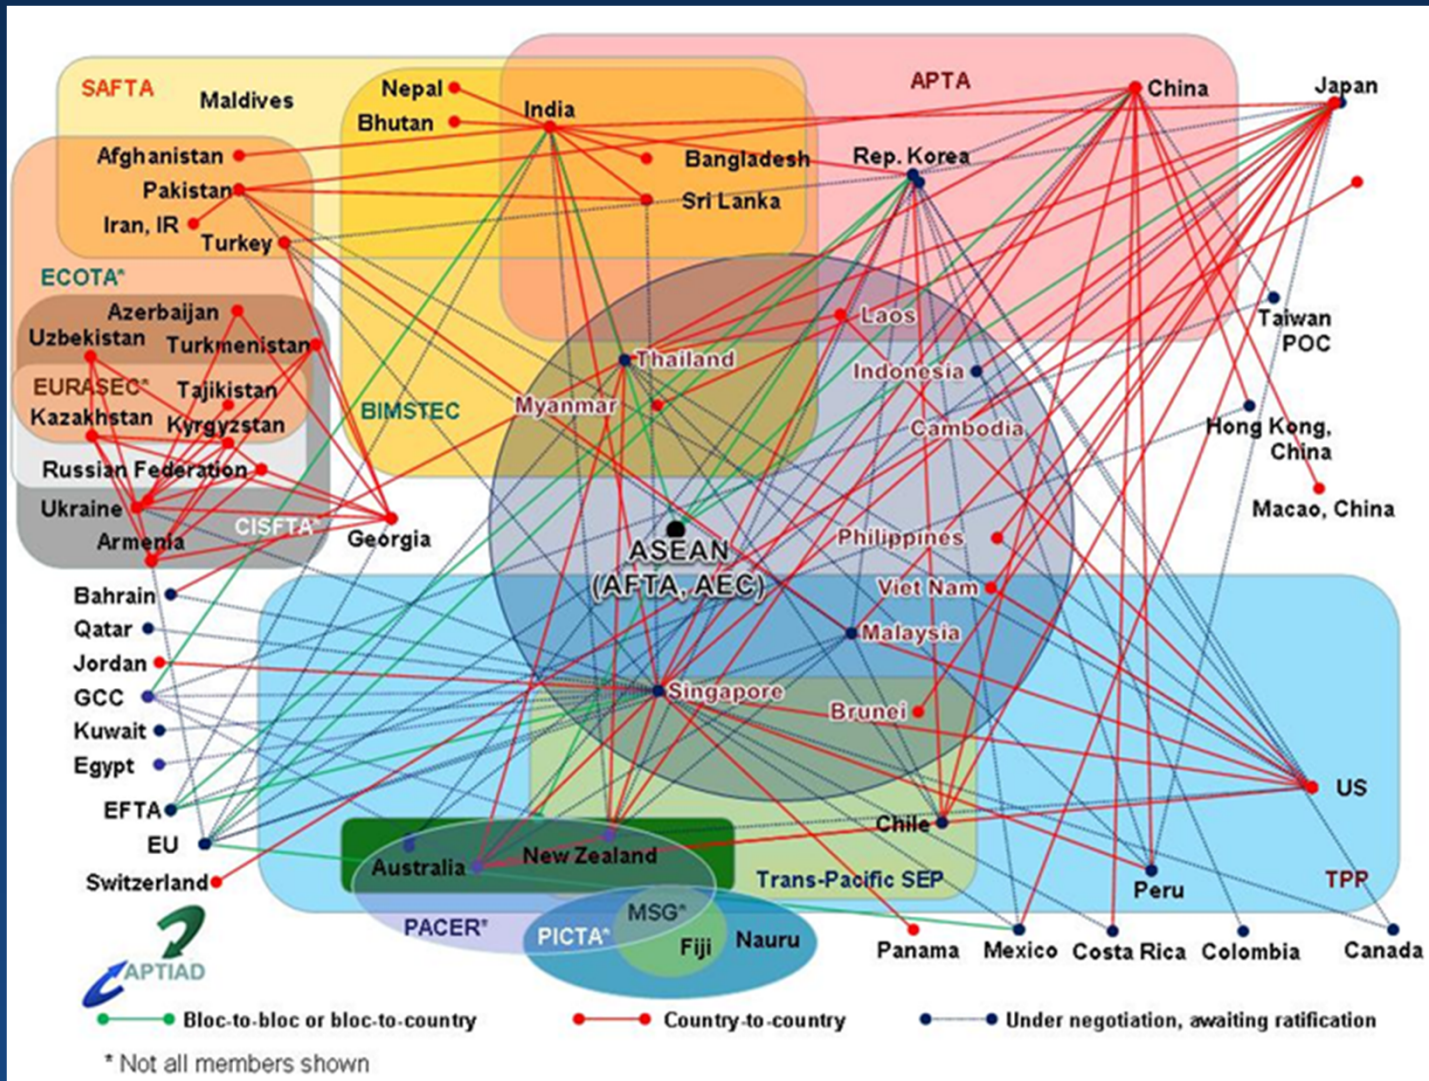 SAFTA
Maldives
Nepal
Bhutan
India
APTA
China
Japan
Afghanistan
Bangladesh
Rep. Korea
Pakistan
Sri Lanka
Iran, IR
Turkey
ECOTA*
Azerbaijan
Laos
Taiwan
POC
Uzbekistan
Turkmenistan
Thailand
Indonesia
EURASEC*
Tajikistan
Myanmar
BIMSTEC
Kazakhstan
Kyrgyzstan
Cambodia
Hong Kong,
China
Russian Federation
Ukraine
CISFTA*
Macao, China
Armenia
Georgia
Philippines
ASEAN
(AFTA, AEC)
Bahrain
Viet Nam
Qatar
Malaysia
Jordan
GCC
Singapore
Brunei
Kuwait
Egypt
US
EFTA
Chile
EU
Australia
New Zealand
Switzerland
Trans-Pacific SEP
Peru
TPP
PACER*
MSG*
PICTA*
Fiji
Nauru
Panama
Mexico
Costa Rica
Colombia
Canada
APTIAD
Bloc-to-bloc or bloc-to-country
Country-to-country
Under negotiation, awaiting ratification
* Not all members shown